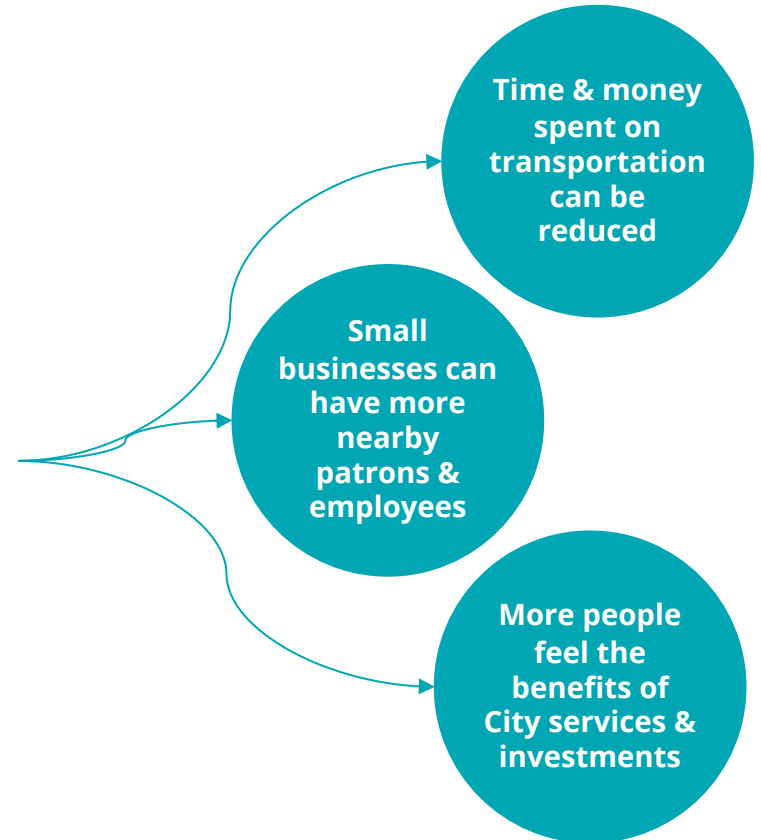 Time & money
spent on
transportation
can be
reduced
Small
businesses can
have more
nearby
patrons &
employees
More people
feel the
benefits of
City services &
investments